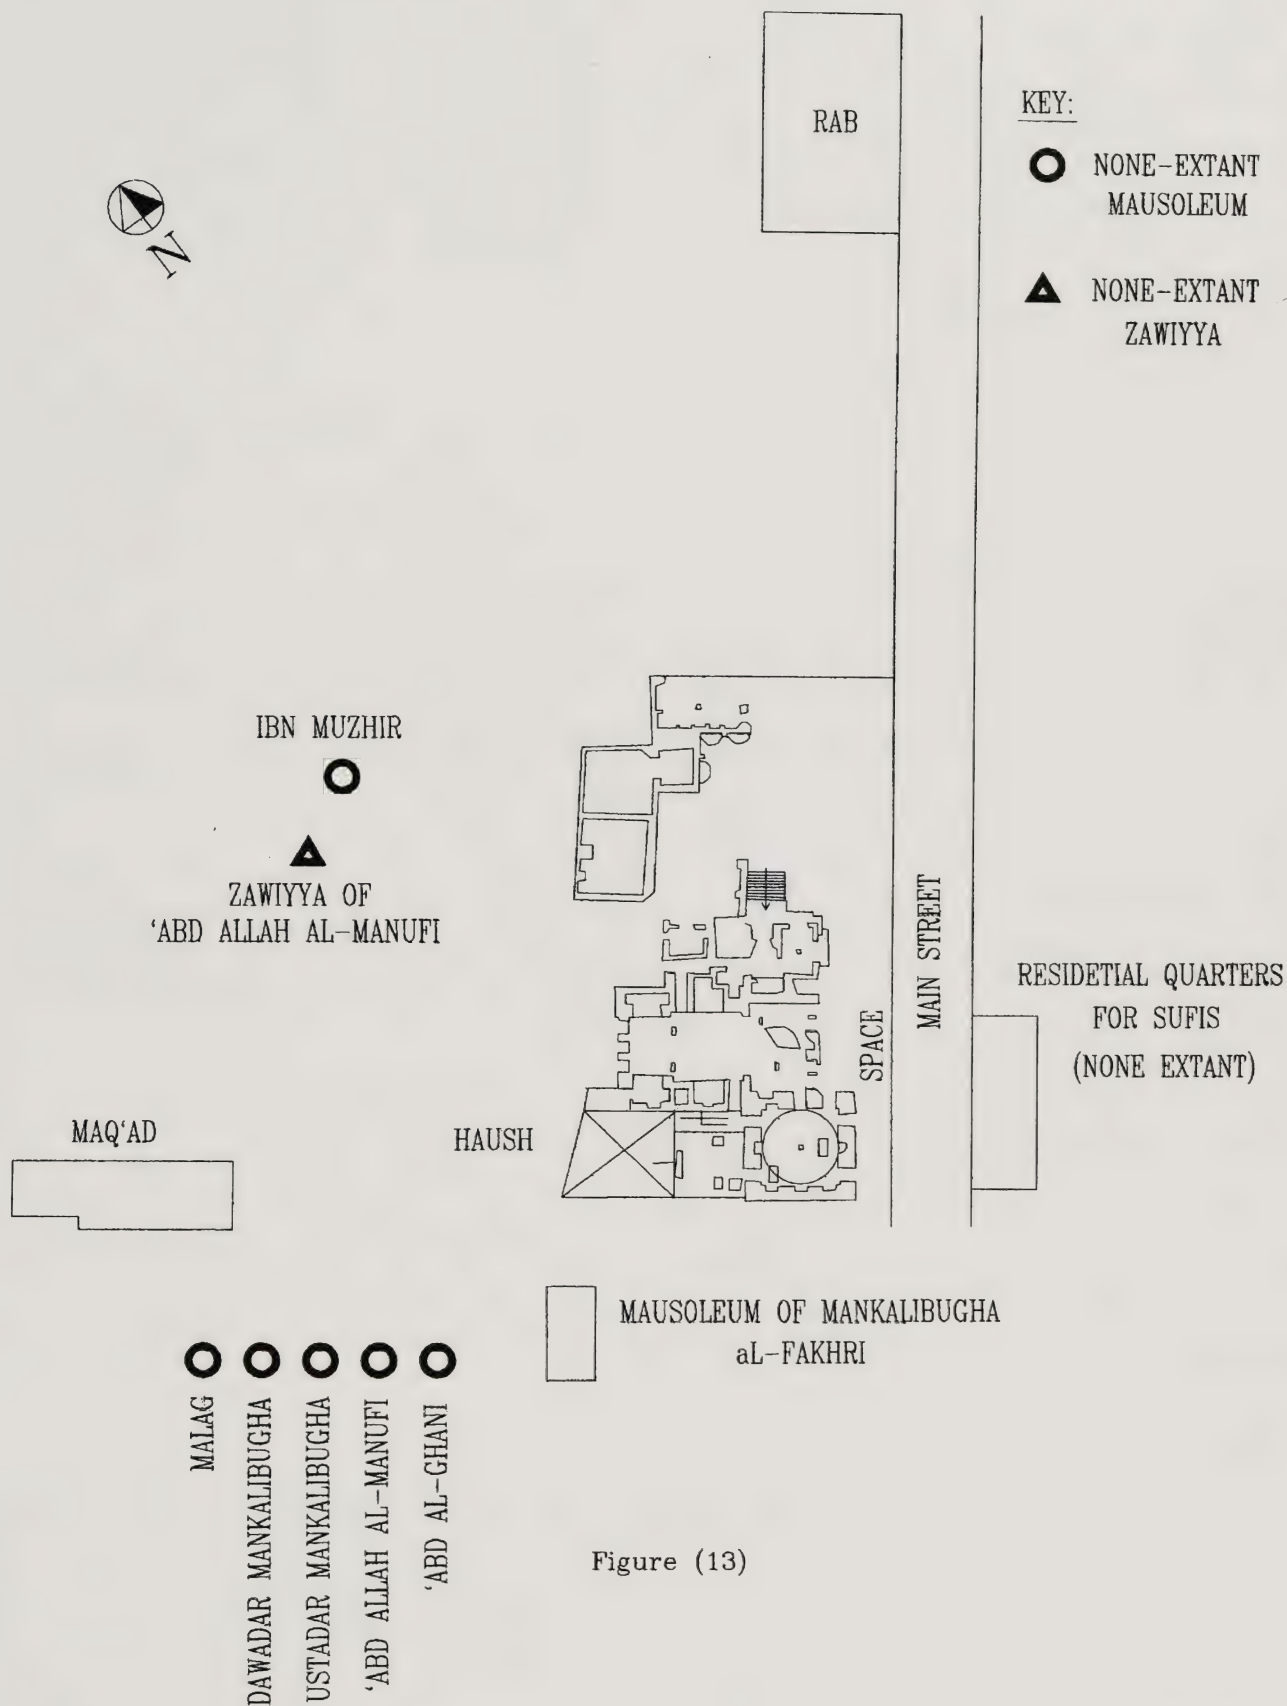 RAB
KEY:
NONE-EXTANT
MAUSOLEUM
NONE-EXTANT
ZAWIYYA
N
IBN MUZHIR
ZAWIYYA OF
‘ABD ALLAH AL-MANUFI
MAIN STREET
SPACE
RESIDETIAL QUARTERS
FOR SUFIS
(NONE EXTANT)
MAQ‘AD
HAUSH
MAUSOLEUM OF MANKALIBUGHA
aL-FAKHRI
MALAG
DAWADAR MANKALIBUGHA
USTADAR MANKALIBUGHA
‘ABD ALLAH AL-MANUFI
‘ABD AL-GHANI
Figure (13)